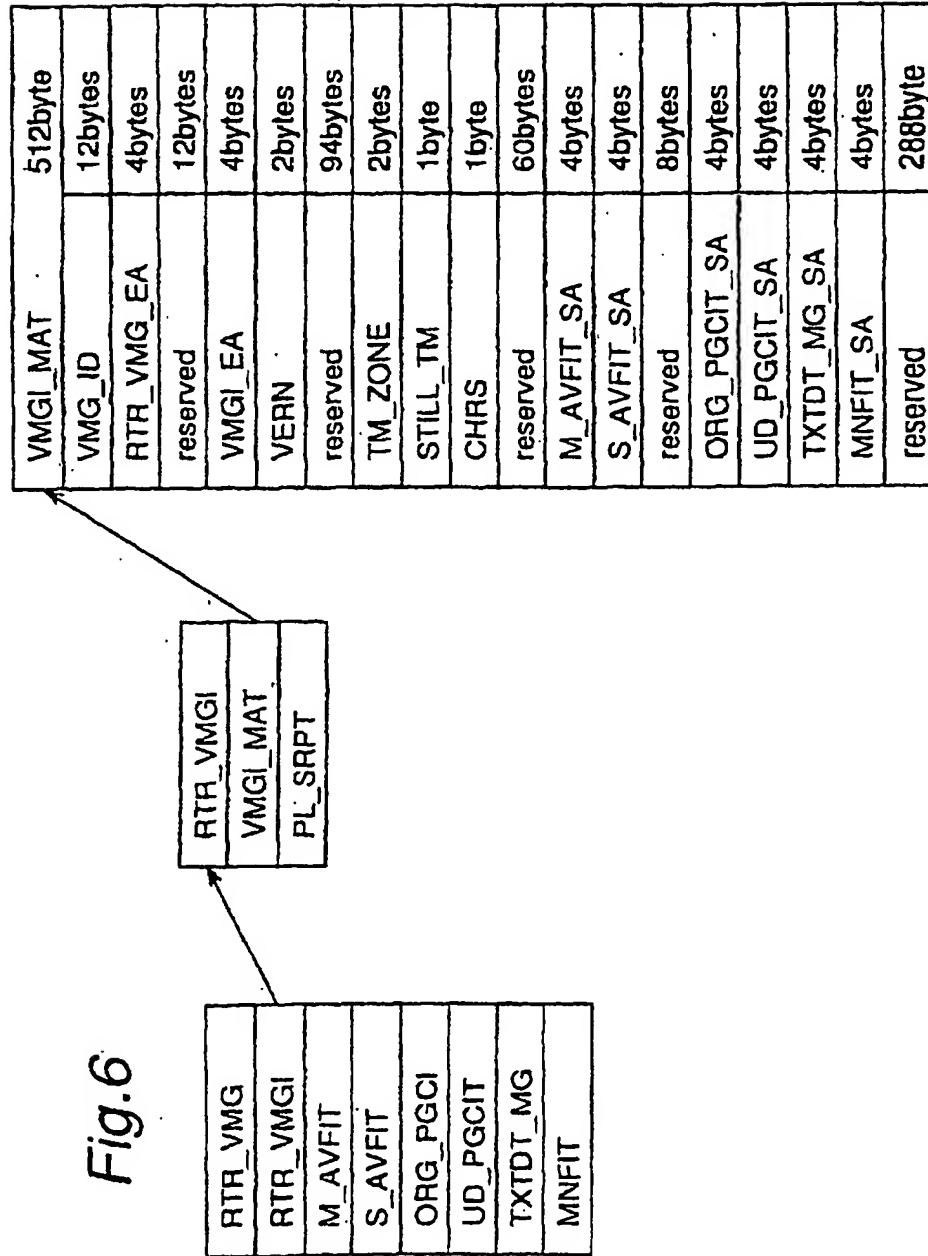 Fig.6
RTR_VMG
RTR_VMGI
M_AVFIT
S_AVFIT
ORG_PGCI
UD_PGCIT
TXTDT_MG
MNFIT
RTR_VMGI
VMGI_MAT
PL_SRPT
VMGI_MAT 512byte
VMG_ID 12bytes
RTR_VMG_EA 4bytes
reserved 12bytes
VMGI_EA 4bytes
VERN 2bytes
reserved 94bytes
TM_ZONE 2bytes
STILL_TM 1byte
CHRS 1byte
reserved 60bytes
M_AVFIT_SA 4bytes
S_AVFIT_SA 4bytes
reserved 8bytes
ORG_PGCIT_SA 4bytes
UD_PGCIT_SA 4bytes
TXTDT_MG_SA 4bytes
MNFIT_SA 4bytes
reserved 288byte